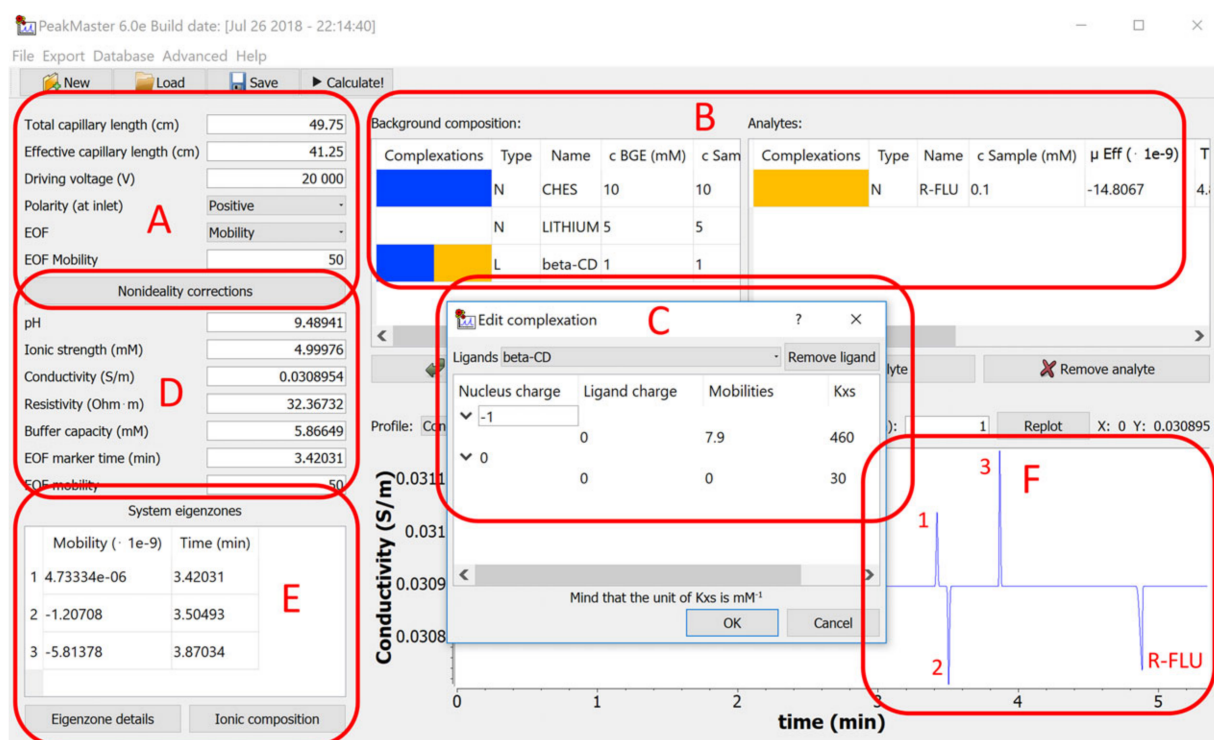 PeakMaster 6.0e Build date: [Jul 26 2018 - 22:14:40]
File Export Database Advanced Help
New Load Save Calculate!
Total capillary length (cm) 49.75
Effective capillary length (cm) 41.25
Driving voltage (V) 20 000
Polarity (at inlet) Positive
EOF Mobility
EOF Mobility 50
A
Nonideality corrections
pH 9.48941
Ionic strength (mM) 4.99976
Conductivity (S/m) 0.0308954
Resistivity (Ohm·m) 32.36732
Buffer capacity (mM) 5.86649
EOF marker time (min) 3.42031
EOF mobility 50
D
System eigenzones
Mobility (· 1e-9) Time (min)
1 4.73334e-06 3.42031
2 -1.20708 3.50493
3 -5.81378 3.87034
E
Eigenzone details Ionic composition
B
Background composition:
Complexations Type Name c BGE (mM) c Sam
N CHES 10 10
N LITHIUM 5 5
L beta-CD 1 1
Analytes:
Complexations Type Name c Sample (mM) μ Eff (· 1e-9) T
N R-FLU 0.1 -14.8067 4.
lyte
Remove analyte
Edit complexation ? ×
C
Ligands beta-CD Remove ligand
Nucleus charge Ligand charge Mobilities Kxs
-1
0 7.9 460
0
0 0 30
Mind that the unit of Kxs is mM-1
OK Cancel
Profile: Con
): 1 Replot X: 0 Y: 0.030895
Conductivity (S/m)
0.0311
0.031
0.0309
0.0308
1
2
3
F
R-FLU
0 1 2 3 4 5
time (min)